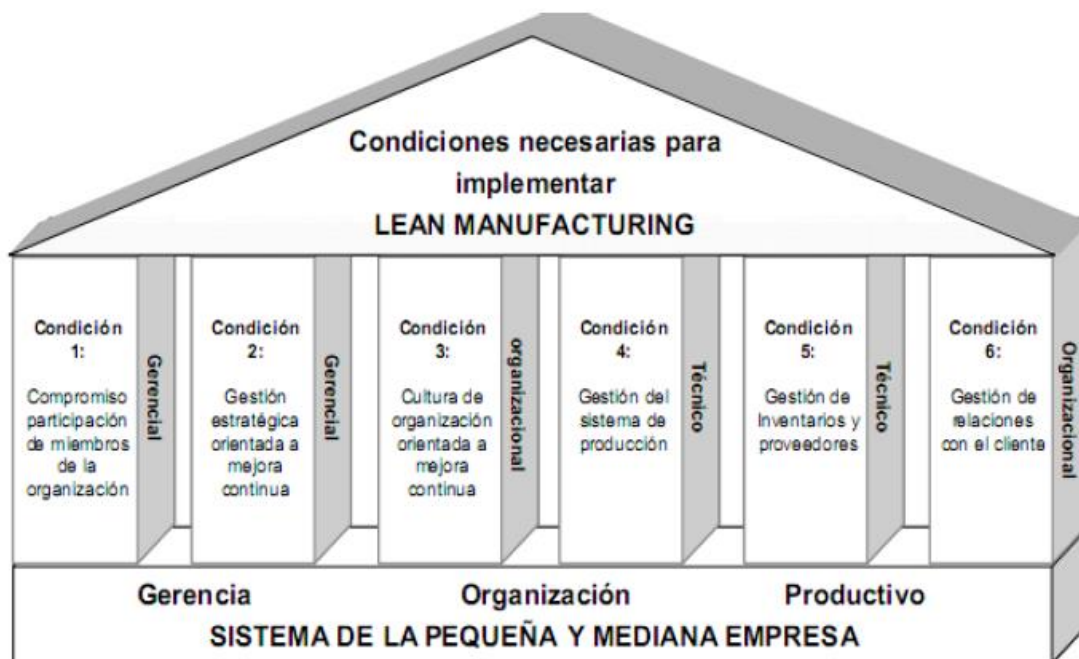 Condiciones necesarias para
implementar
LEAN MANUFACTURING
Condición
1:
Compromiso
participación
de miembros
de la
organización
Gerencial
Condición
2:
Gestión
estratégica
orientada a
mejora
continua
Gerencial
Condición
3:
Cultura de
organización
orientada a
mejora
continua
organizacional
Condición
4:
Gestión del
sistema de
producción
Técnico
Condición
5:
Gestión de
Inventarios y
proveedores
Técnico
Condición
6:
Gestión de
relaciones
con el cliente
Organizacional
Gerencia
Organización
Productivo
SISTEMA DE LA PEQUEÑA Y MEDIANA EMPRESA